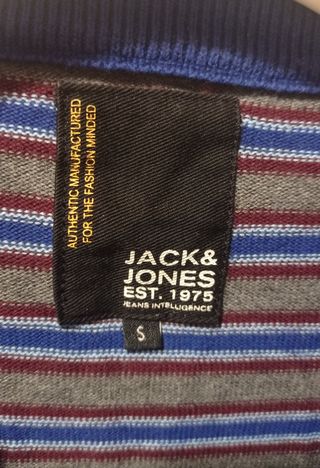 AUTHENTIC MANUFACTURED
FOR THE FASHION MINDED
JACK&
JONES
EST. 1975
JEANS INTELLIGENCE
S